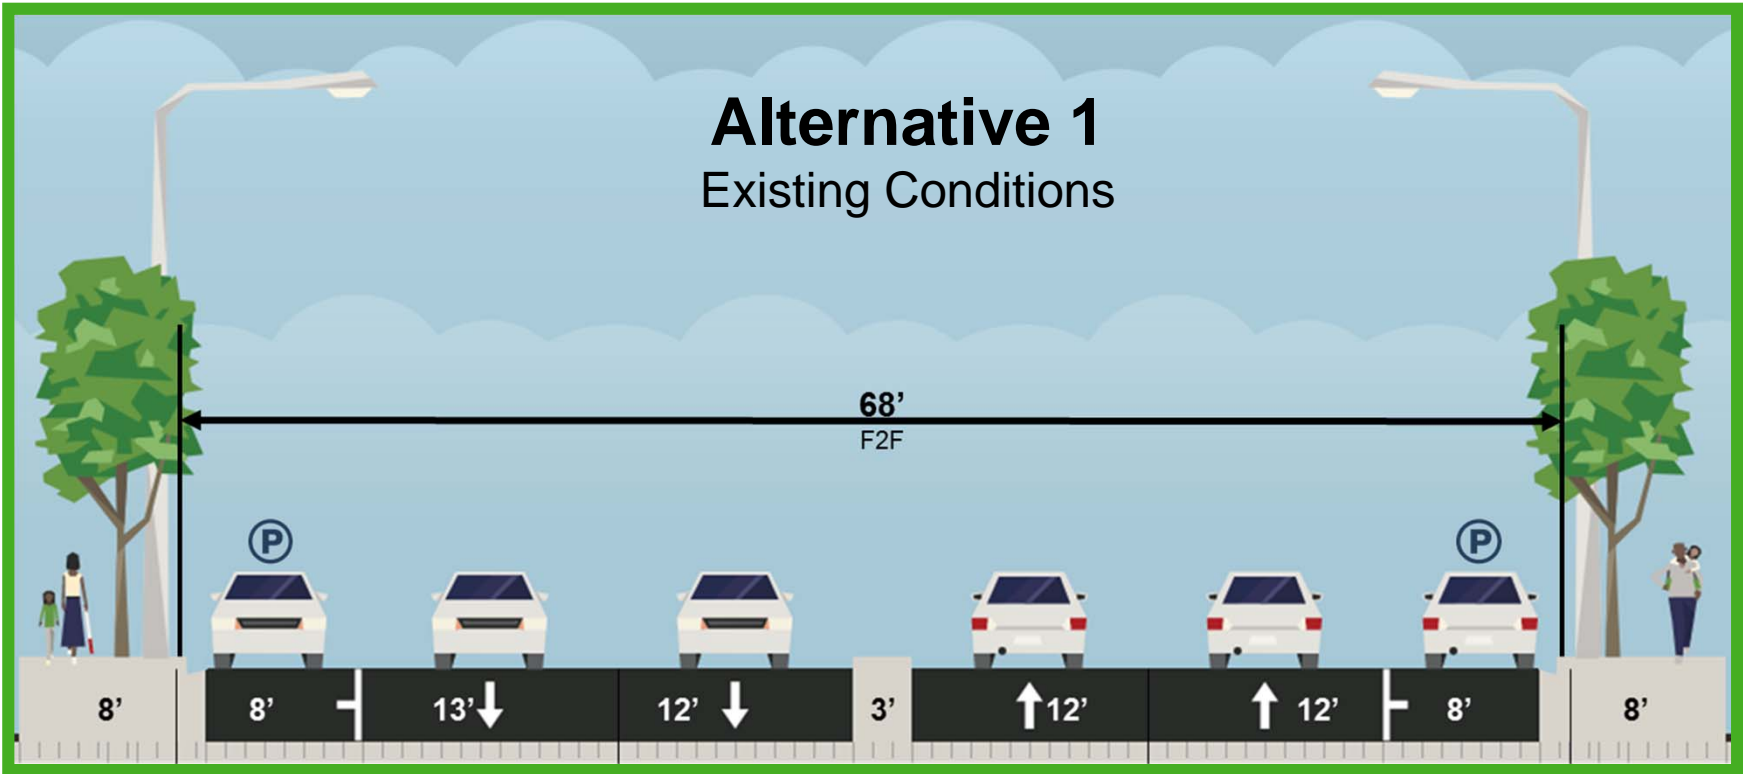 Alternative 1
Existing Conditions
68’
F2F
P
P
8’
8’
13’
12’
3’
12’
12’
8’
8’